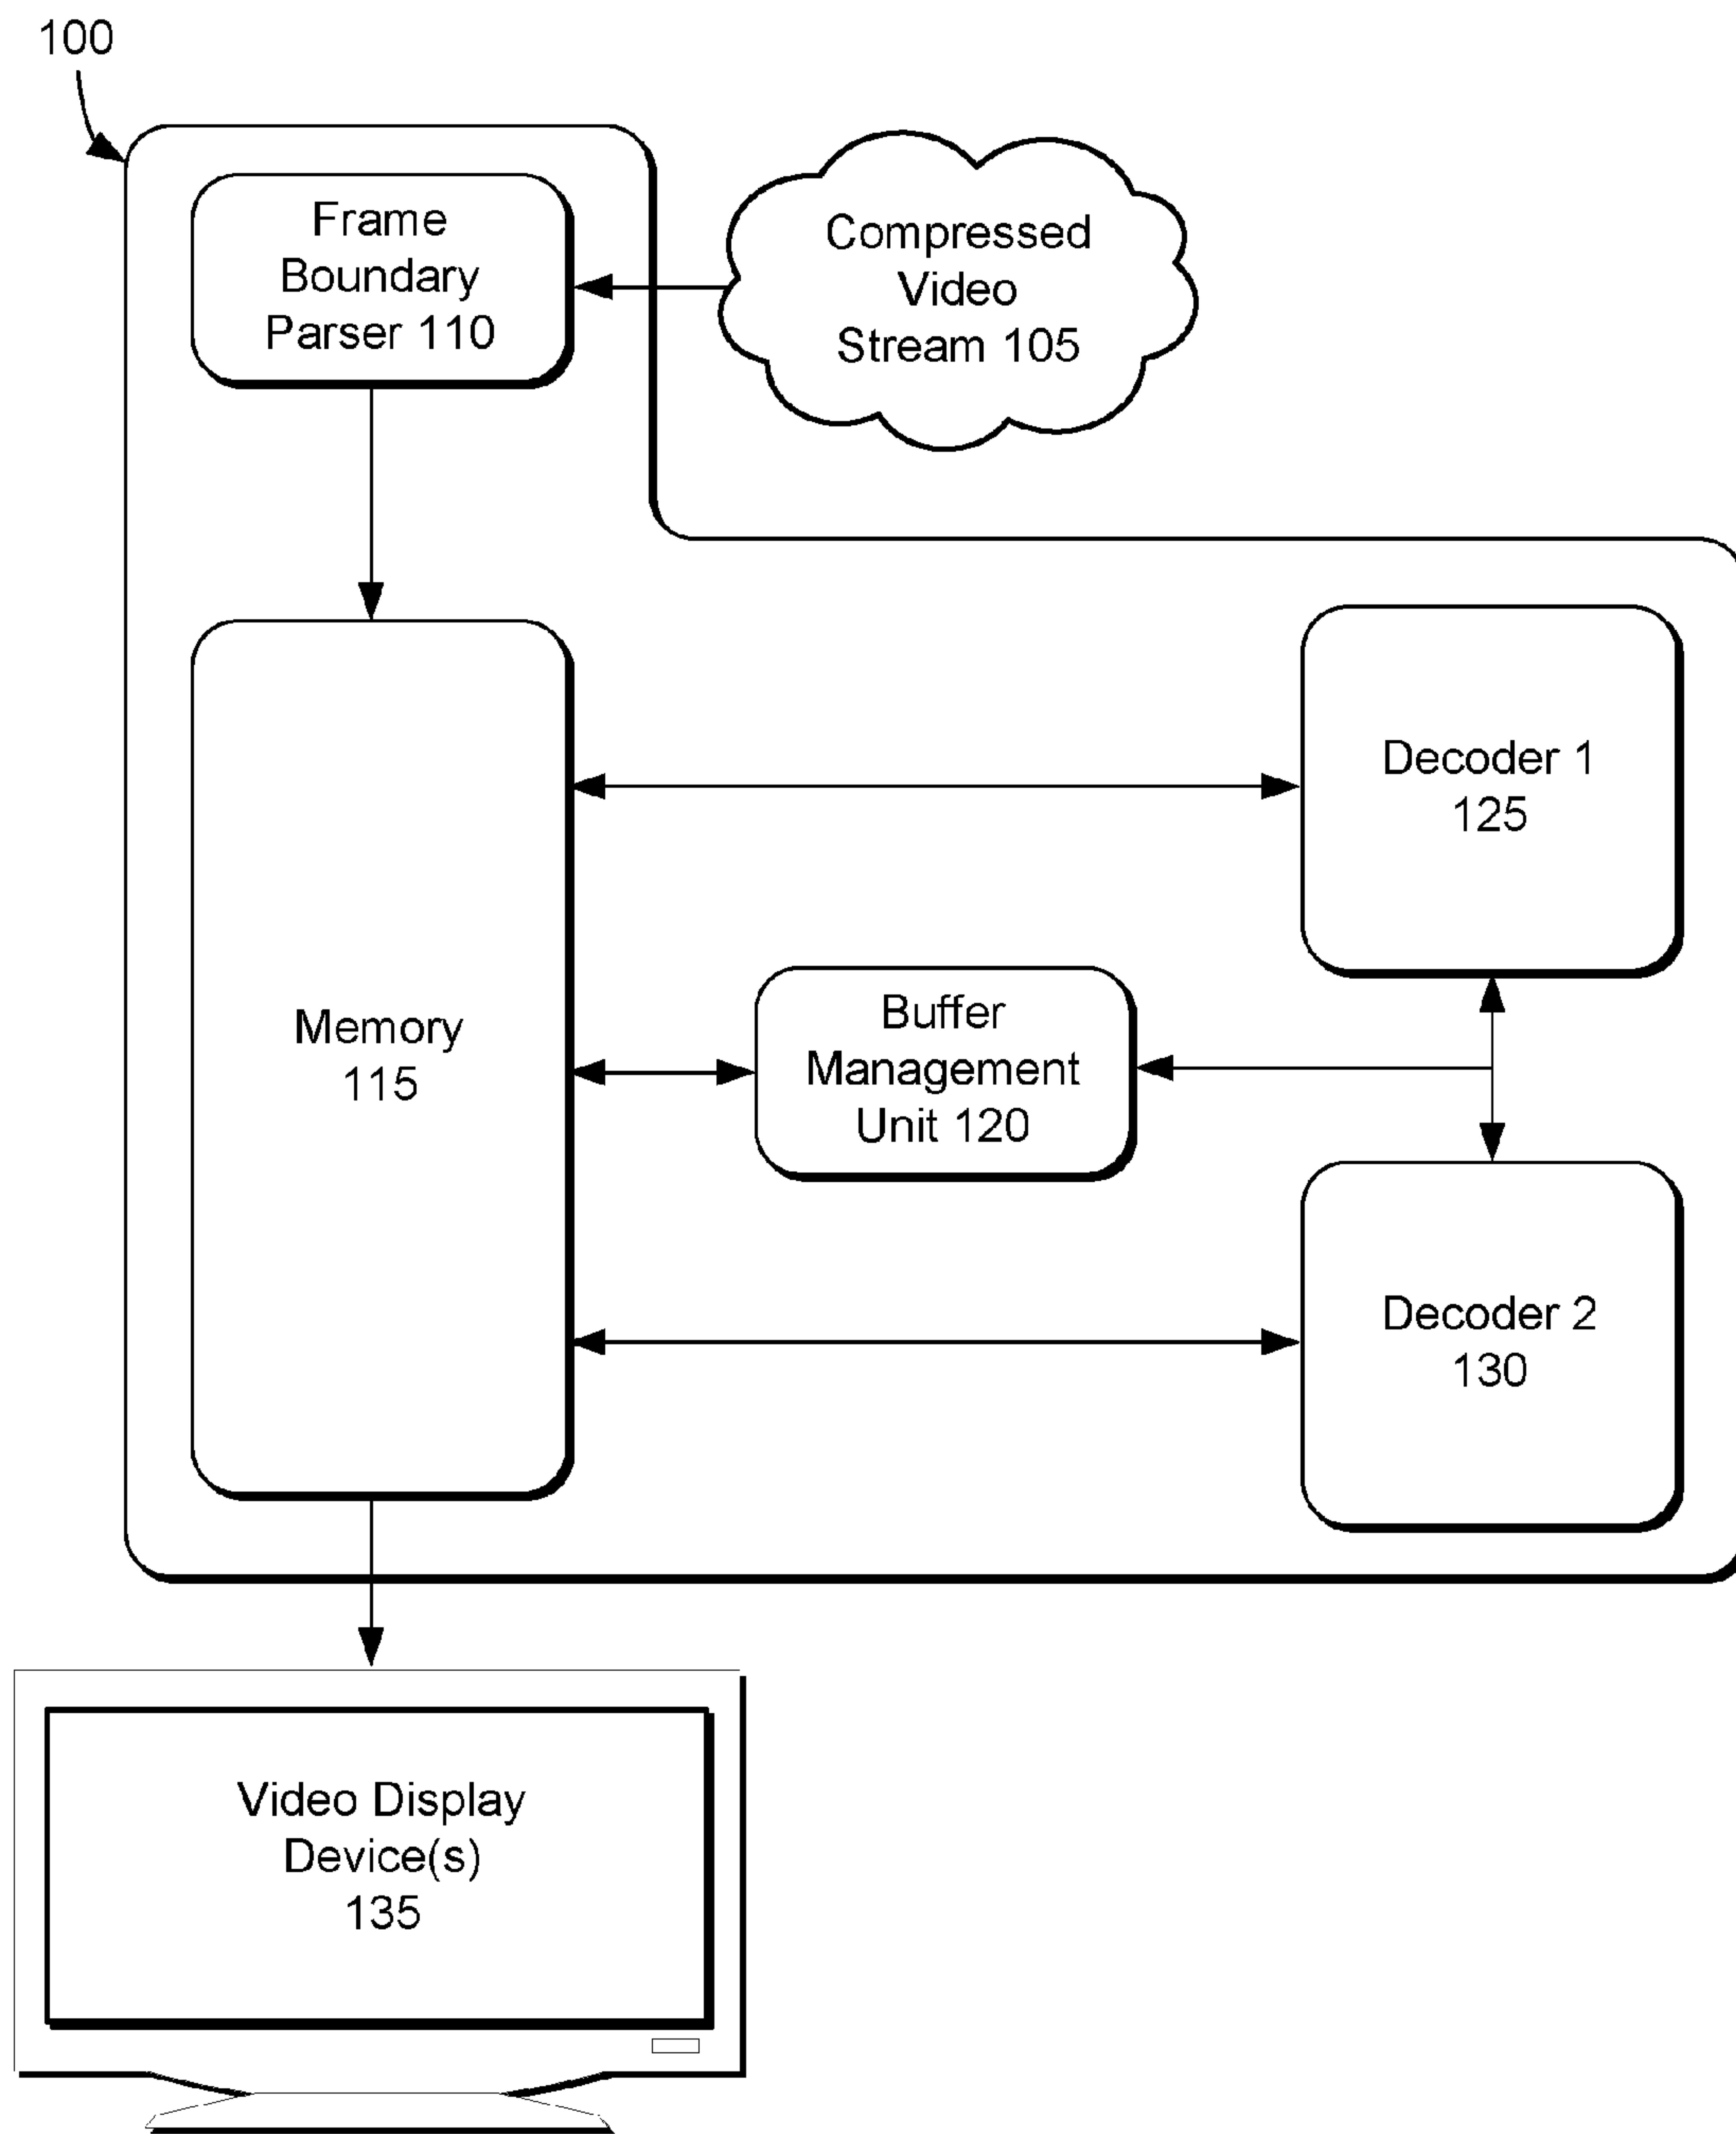 100
Frame
Boundary
Parser 110
Compressed
Video
Stream 105
Memory
115
Decoder 1
125
Buffer
Management
Unit 120
Decoder 2
130
Video Display
Device(s)
135